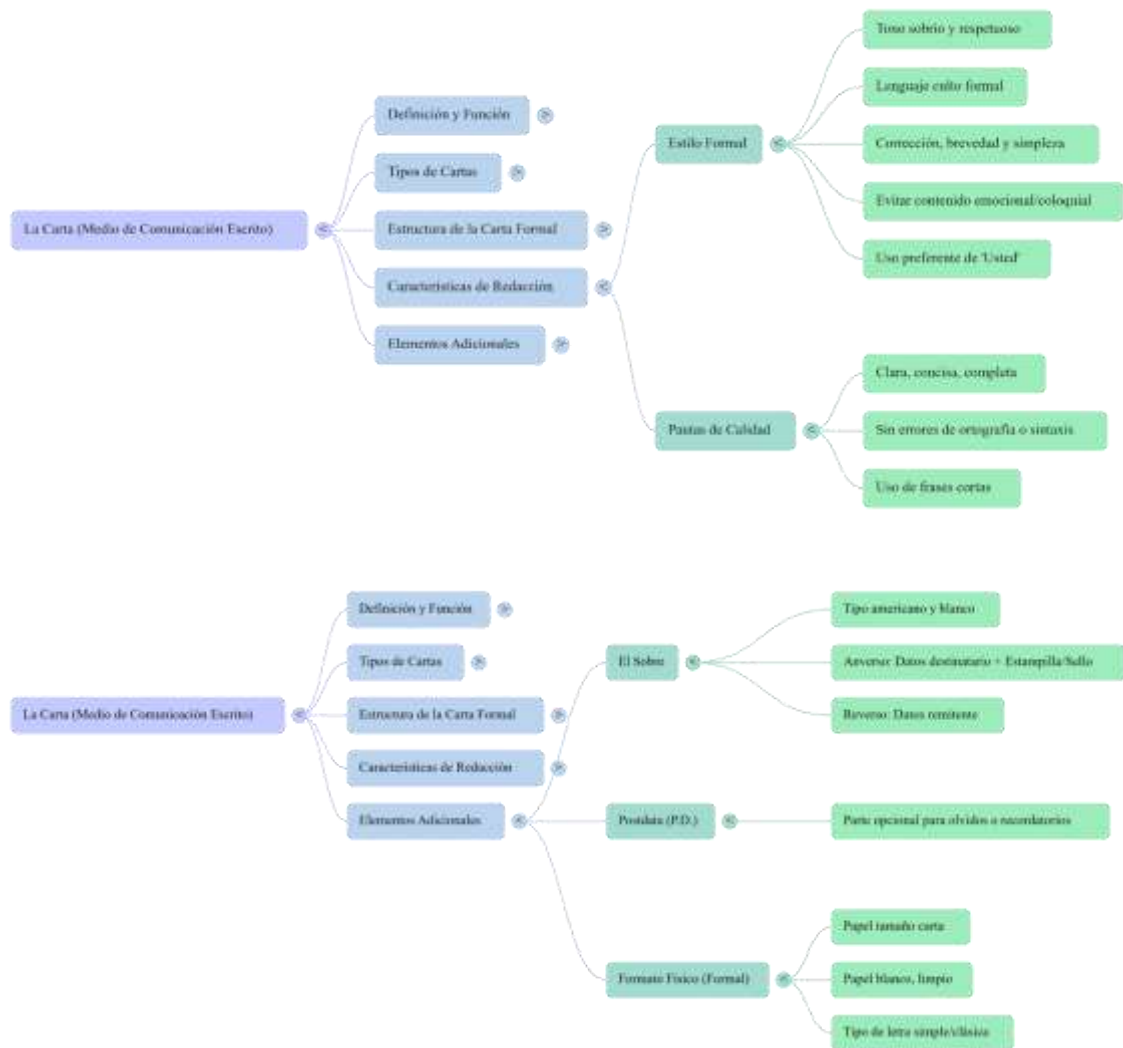 Tono sobrio y respetuoso
Lenguaje culto formal
Definición y Función
Estilo Formal
Corrección, brevedad y simpleza
Tipos de Cartas
Evitar contenido emocional/coloquial
La Carta (Medio de Comunicación Escrito)
Estructura de la Carta Formal
Uso preferente de 'Usted'
Características de Redacción
Elementos Adicionales
Clara, concisa, completa
Pautas de Calidad
Sin errores de ortografía o sintaxis
Uso de frases cortas
Definición y Función
Tipo americano y blanco
Tipos de Cartas
El Sobre
Anverso: Datos destinatario + Estampilla/Sello
La Carta (Medio de Comunicación Escrito)
Estructura de la Carta Formal
Reverso: Datos remitente
Características de Redacción
Elementos Adicionales
Postdata (P.D.)
Parte opcional para olvidos o recordatorios
Papel tamaño carta
Formato Físico (Formal)
Papel blanco, limpio
Tipo de letra simple/clásica